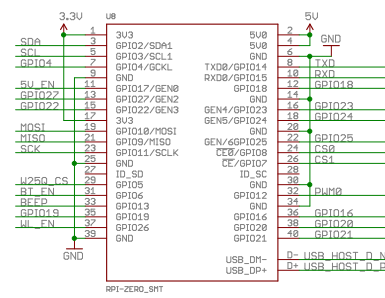 3.3V U8 5V
1 3V3 5V0 2
SDA 3 GPIO2/SDA1 5V0 4 GND
SCL 5 GPIO3/SCL1 GND 6
GPIO4 7 GPIO4/GCKL TXD0/GPIO14 8 TXD
9 GND RXD0/GPIO15 10 RXD
5V_EN 11 GPIO17/GEN0 GPIO18 12 GPIO18
GPIO27 13 GPIO27/GEN2 GND 14
GPIO22 15 GPIO22/GEN3 GEN4/GPIO23 16 GPIO23
17 3V3 GEN5/GPIO24 18 GPIO24
MOSI 19 GPIO10/MOSI GND 20
MISO 21 GPIO9/MISO GEN/6GPIO25 22 GPIO25
SCK 23 GPIO11/SCLK CE0/GPIO8 24 CS0
25 GND CE/GPIO7 26 CS1
27 ID_SD ID_SC 28
W25Q_CS 29 GPIO5 GND 30
BT_EN 31 GPIO6 GPIO12 32 PWM0
BEEP 33 GPIO13 GND 34
GPIO19 35 GPIO19 GPIO16 36 GPIO16
WL_EN 37 GPIO26 GPIO20 38 GPIO20
39 GND GPIO21 40 GPIO21
GND USB_DM- D- USB_HOST_D_N
USB_DP+ D+ USB_HOST_D_P
RPI-ZERO_SMT